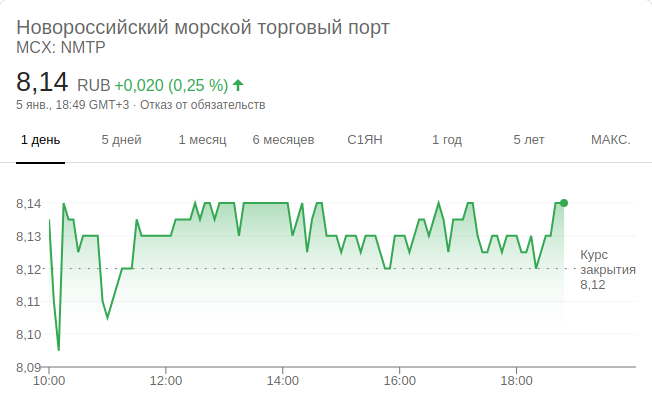 Новороссийский морской торговый порт
MCX: NMTP
8,14 RUB +0,020 (0,25 %)
5 янв., 18:49 GMT+3 · Отказ от обязательств
1 день 5 дней 1 месяц 6 месяцев С1ЯН 1 год 5 лет МАКС.
8,14
8,13
8,12
8,11
8,10
8,09
Курс
закрытия
8,12
10:00 12:00 14:00 16:00 18:00